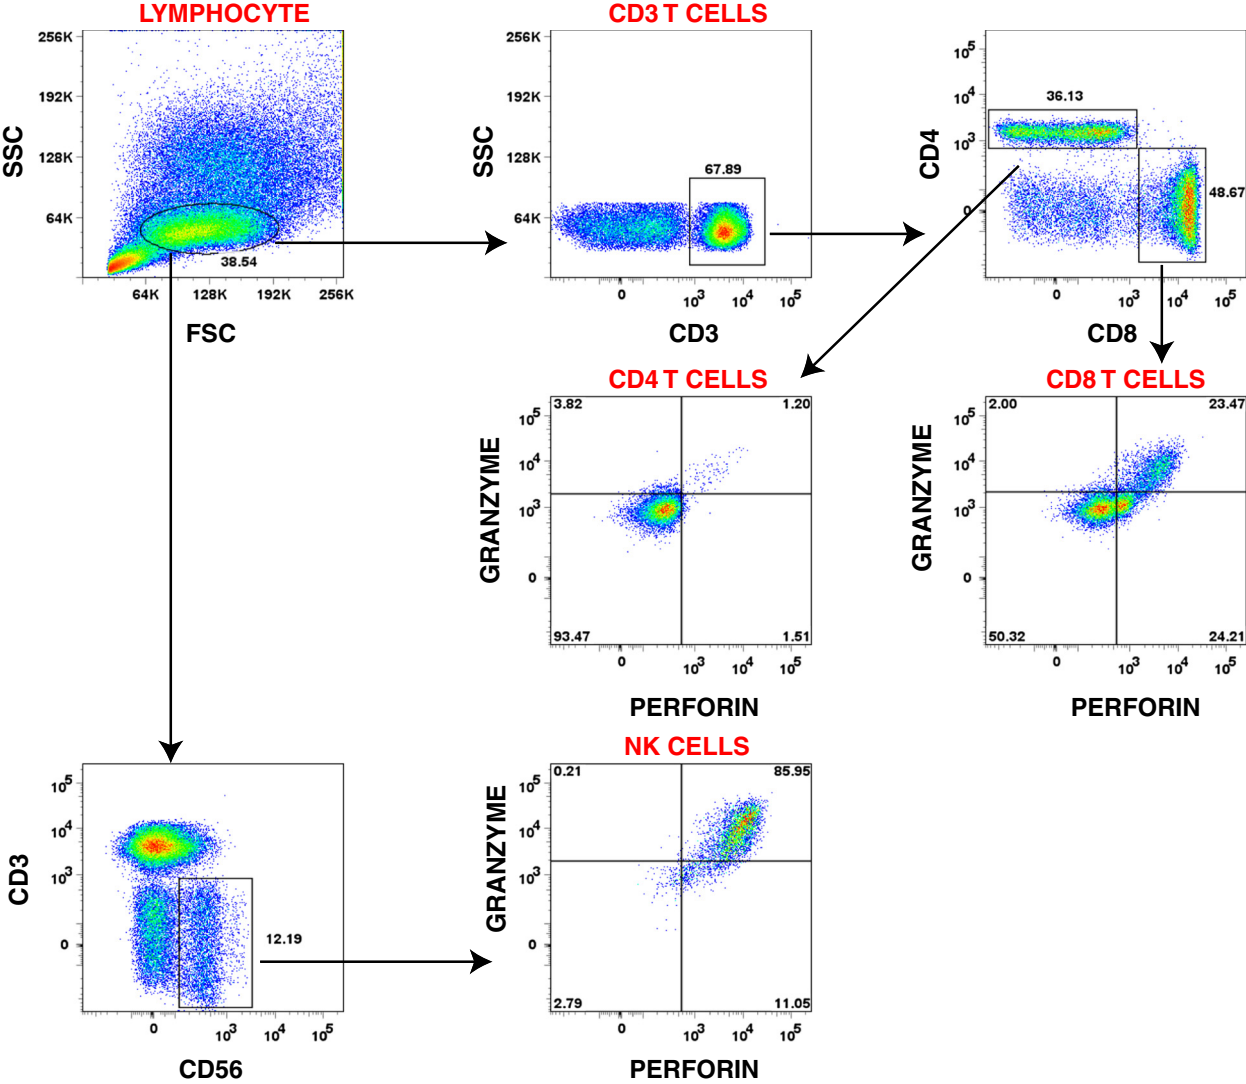 LYMPHOCYTE
256K
192K
128K
64K
SSC
38.54
64K 128K 192K 256K
FSC
CD3 T CELLS
256K
192K
128K
64K
SSC
67.89
0 10³ 10⁴ 10⁵
CD3
10⁵
10⁴
10³
0
CD4
36.13
48.67
0 10³ 10⁴ 10⁵
CD8
CD4 T CELLS
3.82 1.20
10⁵
10⁴
10³
0
GRANZYME
93.47 1.51
0 10³ 10⁴ 10⁵
PERFORIN
CD8 T CELLS
2.00 23.47
10⁵
10⁴
10³
0
GRANZYME
50.32 24.21
0 10³ 10⁴ 10⁵
PERFORIN
10⁵
10⁴
10³
0
CD3
12.19
0 10³ 10⁴ 10⁵
CD56
NK CELLS
0.21 85.95
10⁵
10⁴
10³
0
GRANZYME
2.79 11.05
0 10³ 10⁴ 10⁵
PERFORIN